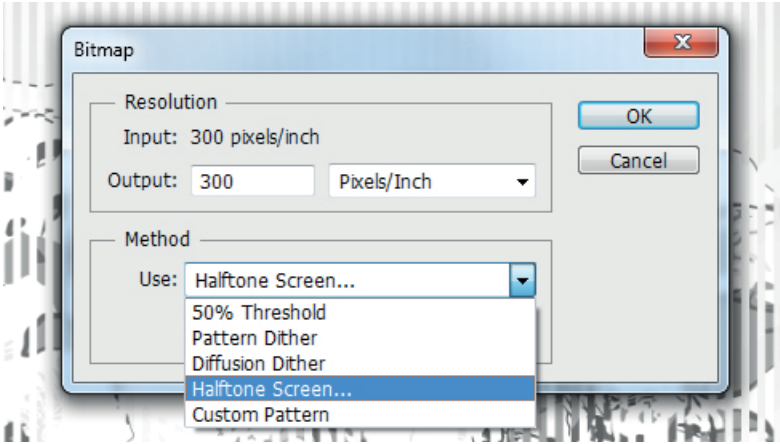 Bitmap
Resolution
Input: 300 pixels/inch
Output: 300 Pixels/Inch
OK
Cancel
Method
Use: Halftone Screen...
50% Threshold
Pattern Dither
Diffusion Dither
Halftone Screen...
Custom Pattern